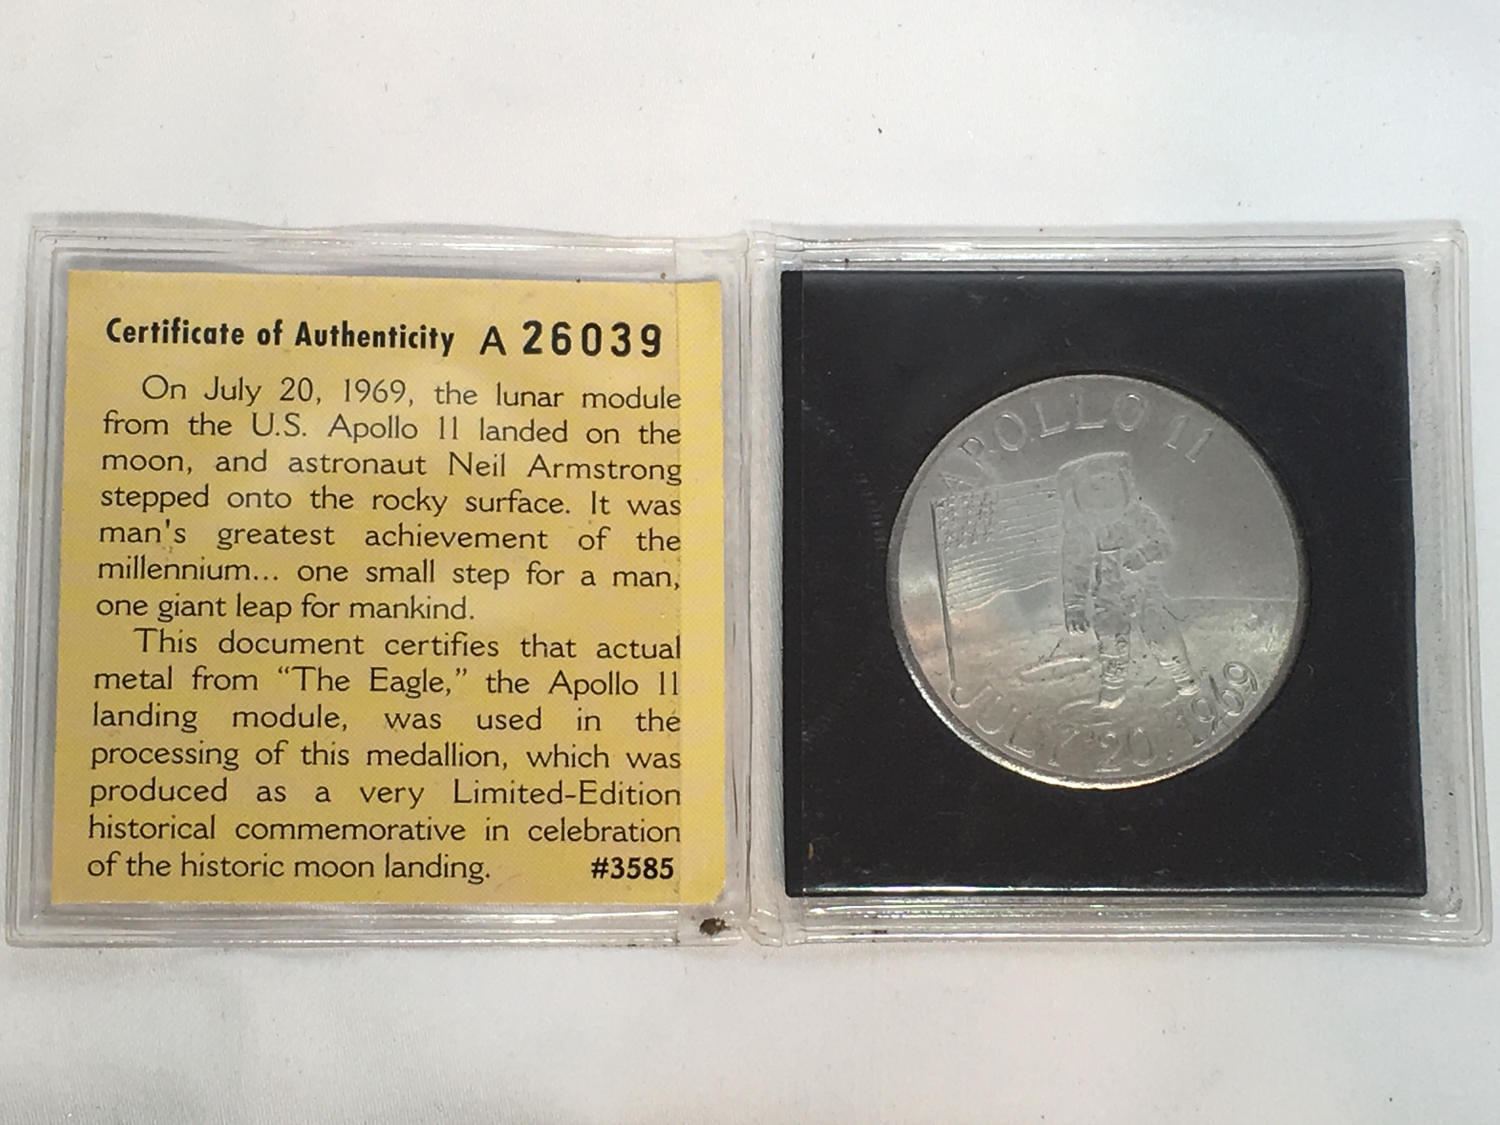 Certificate of Authenticity A 26039
On July 20, 1969, the lunar module
from the U.S. Apollo 11 landed on the
moon, and astronaut Neil Armstrong
stepped onto the rocky surface. It was
man's greatest achievement of the
millennium... one small step for a man,
one giant leap for mankind.
This document certifies that actual
metal from “The Eagle,” the Apollo 11
landing module, was used in the
processing of this medallion, which was
produced as a very Limited-Edition
historical commemorative in celebration
of the historic moon landing. #3585
APOLLO 11
JULY 20, 1969